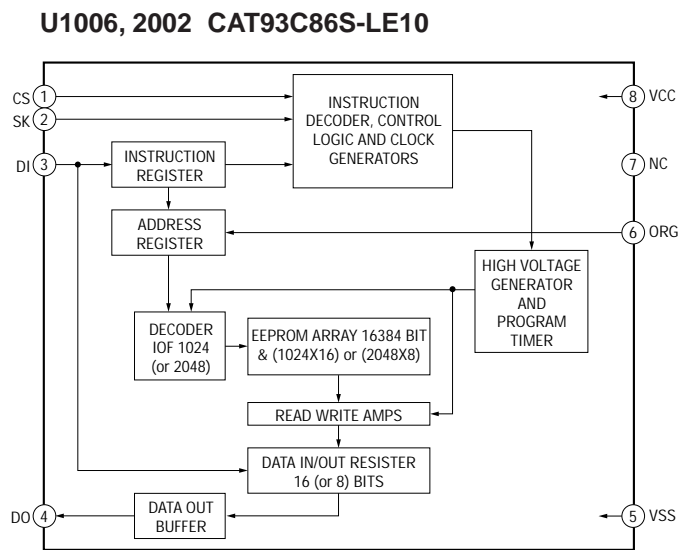 U1006, 2002  CAT93C86S-LE10
CS 1
SK 2
DI 3
INSTRUCTION
REGISTER
INSTRUCTION
DECODER, CONTROL
LOGIC AND CLOCK
GENERATORS
8 VCC
7 NC
ADDRESS
REGISTER
6 ORG
HIGH VOLTAGE
GENERATOR
AND
PROGRAM
TIMER
DECODER
IOF 1024
(or 2048)
EEPROM ARRAY 16384 BIT
& (1024X16) or (2048X8)
READ WRITE AMPS
DATA IN/OUT RESISTER
16 (or 8) BITS
DO 4
DATA OUT
BUFFER
5 VSS